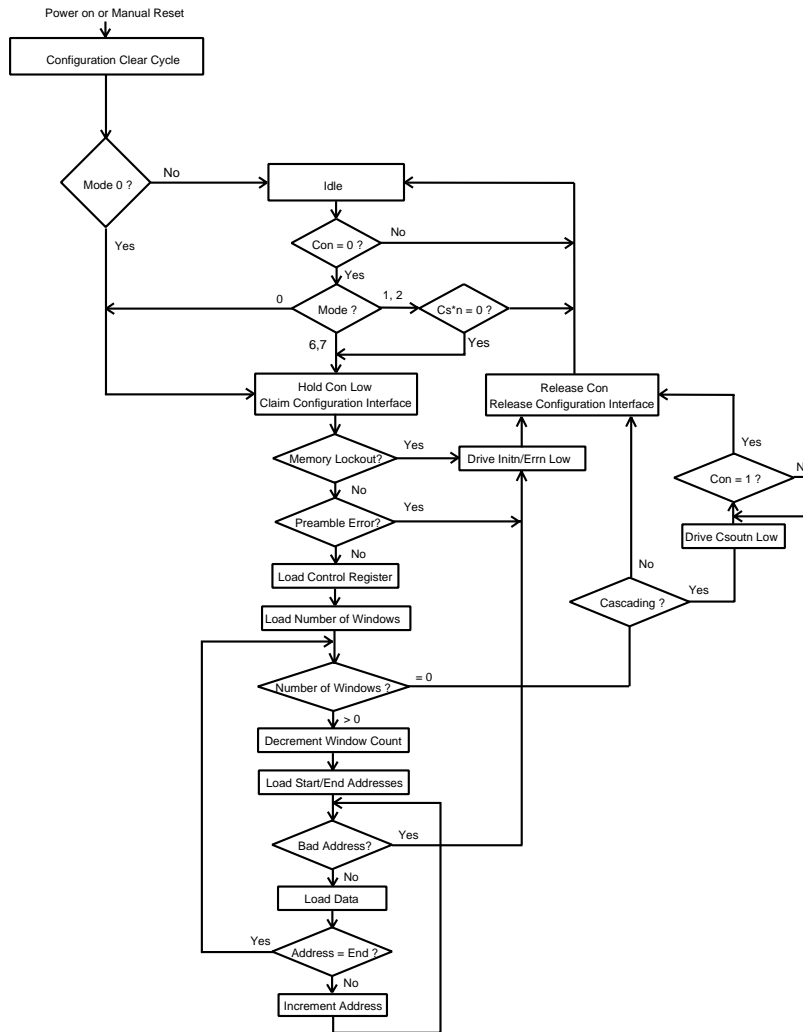 Power on or Manual Reset
Configuration Clear Cycle
Mode 0 ?
No
Yes
Idle
Con = 0 ?
No
Yes
0
Mode ?
1, 2
Cs*n = 0 ?
6,7
Yes
Hold Con Low
Claim Configuration Interface
Release Con
Release Configuration Interface
Memory Lockout?
Yes
Drive Initn/Errn Low
Yes
Con = 1 ?
N
No
Preamble Error?
Yes
Drive Csoutn Low
No
Load Control Register
No
Cascading ?
Yes
Load Number of Windows
Number of Windows ?
= 0
> 0
Decrement Window Count
Load Start/End Addresses
Bad Address?
Yes
No
Load Data
Yes
Address = End ?
No
Increment Address